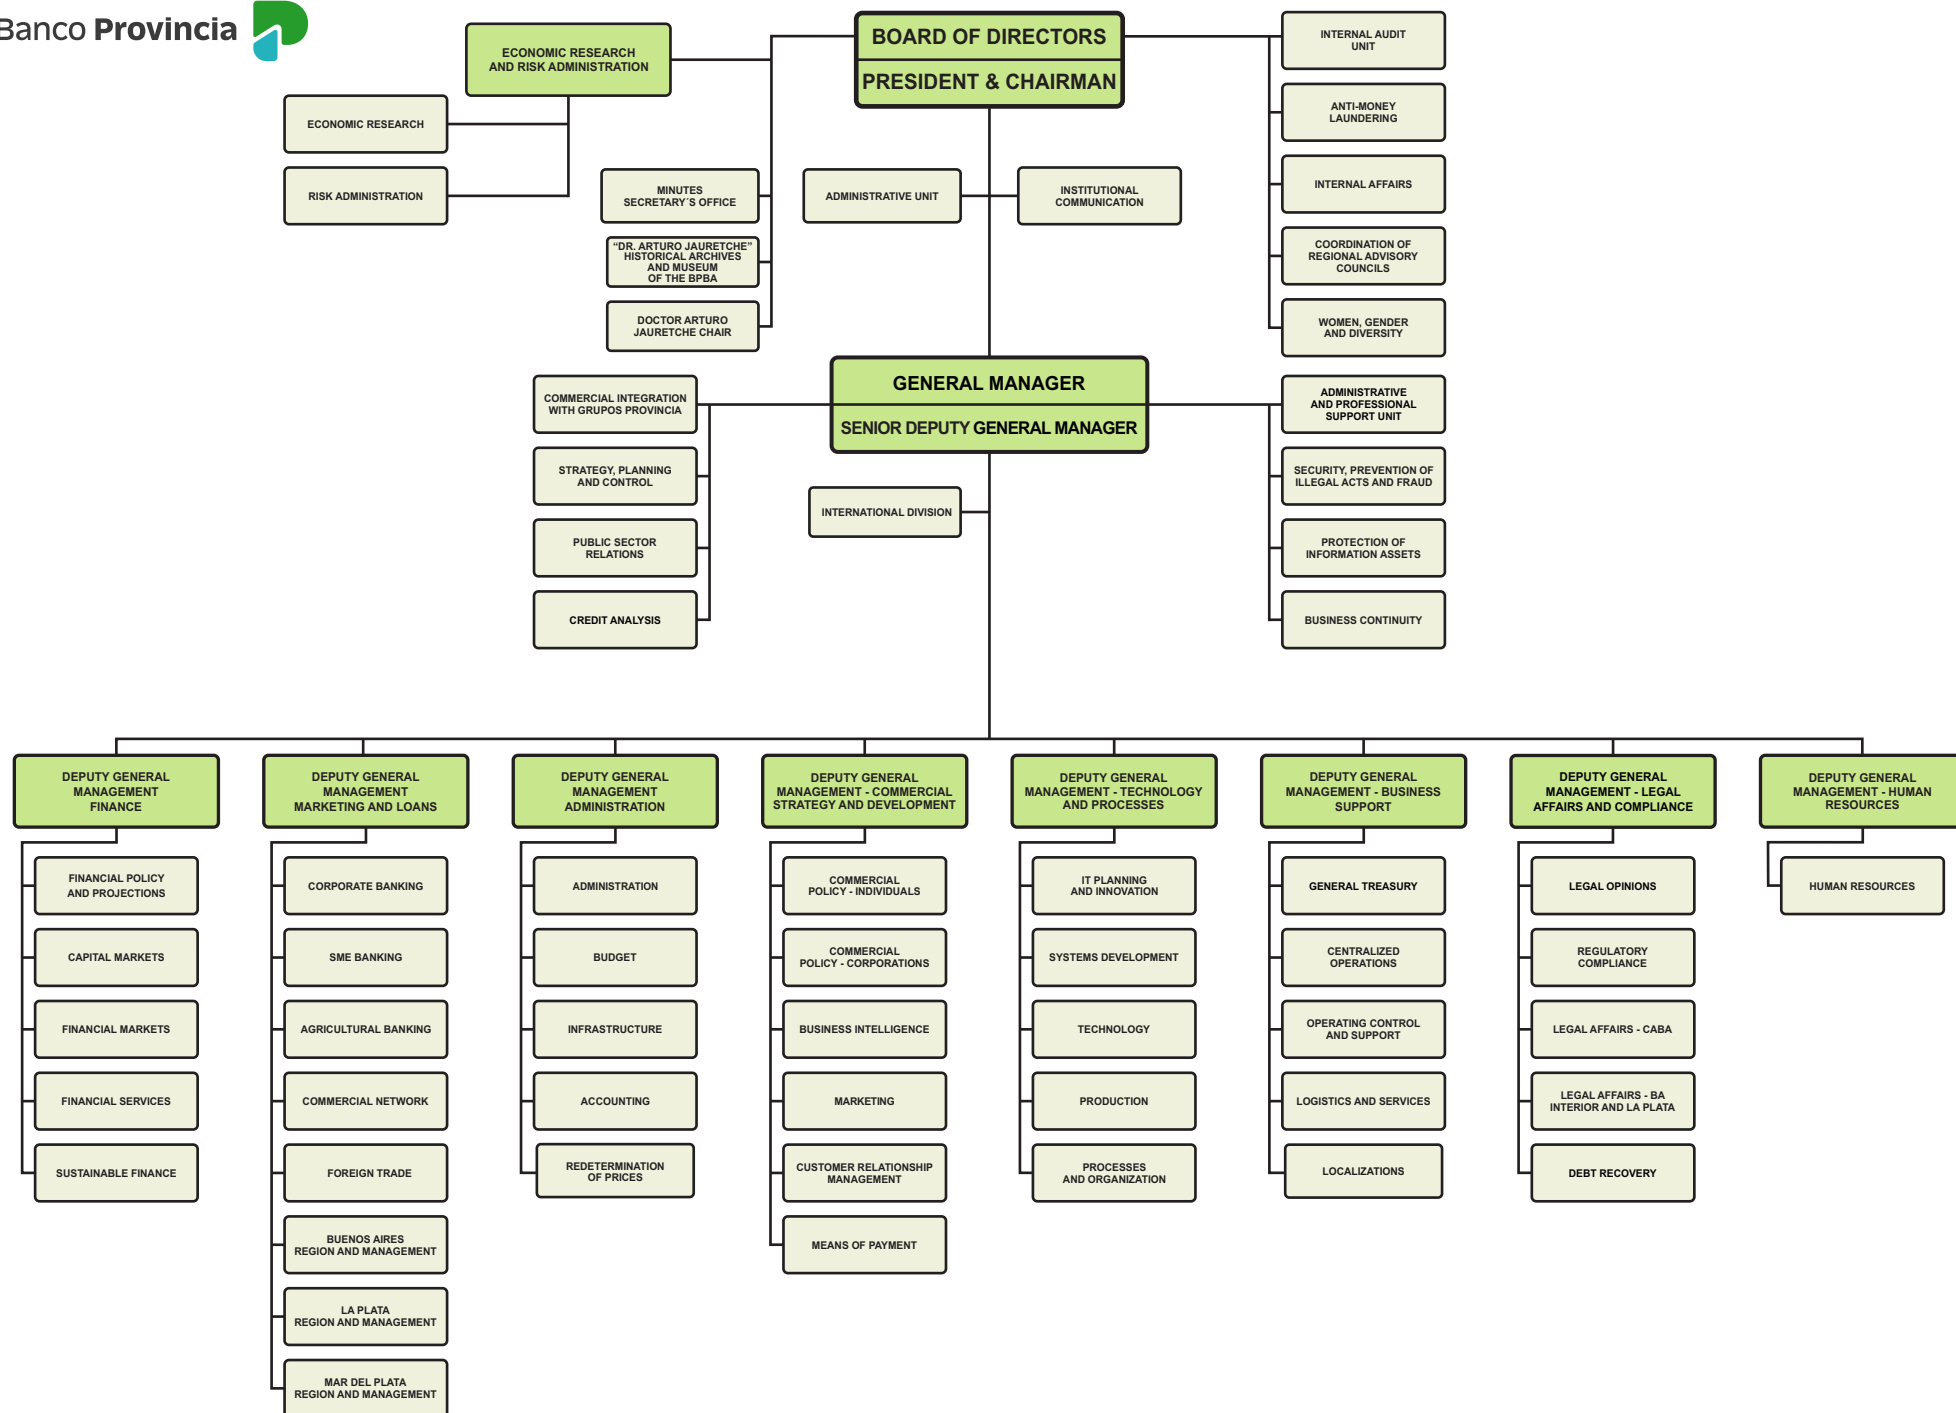 Banco Provincia
BOARD OF DIRECTORS
PRESIDENT & CHAIRMAN
ECONOMIC RESEARCH
AND RISK ADMINISTRATION
ECONOMIC RESEARCH
RISK ADMINISTRATION
MINUTES
SECRETARY´S OFFICE
“DR. ARTURO JAURETCHE”
HISTORICAL ARCHIVES
AND MUSEUM
OF THE BPBA
DOCTOR ARTURO
JAURETCHE CHAIR
ADMINISTRATIVE UNIT
INSTITUTIONAL
COMMUNICATION
INTERNAL AUDIT
UNIT
ANTI-MONEY
LAUNDERING
INTERNAL AFFAIRS
COORDINATION OF
REGIONAL ADVISORY
COUNCILS
WOMEN, GENDER
AND DIVERSITY
GENERAL MANAGER
SENIOR DEPUTY GENERAL MANAGER
COMMERCIAL INTEGRATION
WITH GRUPOS PROVINCIA
STRATEGY, PLANNING
AND CONTROL
PUBLIC SECTOR
RELATIONS
CREDIT ANALYSIS
INTERNATIONAL DIVISION
ADMINISTRATIVE
AND PROFESSIONAL
SUPPORT UNIT
SECURITY, PREVENTION OF
ILLEGAL ACTS AND FRAUD
PROTECTION OF
INFORMATION ASSETS
BUSINESS CONTINUITY
DEPUTY GENERAL
MANAGEMENT
FINANCE
FINANCIAL POLICY
AND PROJECTIONS
CAPITAL MARKETS
FINANCIAL MARKETS
FINANCIAL SERVICES
SUSTAINABLE FINANCE
DEPUTY GENERAL
MANAGEMENT
MARKETING AND LOANS
CORPORATE BANKING
SME BANKING
AGRICULTURAL BANKING
COMMERCIAL NETWORK
FOREIGN TRADE
BUENOS AIRES
REGION AND MANAGEMENT
LA PLATA
REGION AND MANAGEMENT
MAR DEL PLATA
REGION AND MANAGEMENT
DEPUTY GENERAL
MANAGEMENT
ADMINISTRATION
ADMINISTRATION
BUDGET
INFRASTRUCTURE
ACCOUNTING
REDETERMINATION
OF PRICES
DEPUTY GENERAL
MANAGEMENT - COMMERCIAL
STRATEGY AND DEVELOPMENT
COMMERCIAL
POLICY - INDIVIDUALS
COMMERCIAL
POLICY - CORPORATIONS
BUSINESS INTELLIGENCE
MARKETING
CUSTOMER RELATIONSHIP
MANAGEMENT
MEANS OF PAYMENT
DEPUTY GENERAL
MANAGEMENT - TECHNOLOGY
AND PROCESSES
IT PLANNING
AND INNOVATION
SYSTEMS DEVELOPMENT
TECHNOLOGY
PRODUCTION
PROCESSES
AND ORGANIZATION
DEPUTY GENERAL
MANAGEMENT - BUSINESS
SUPPORT
GENERAL TREASURY
CENTRALIZED
OPERATIONS
OPERATING CONTROL
AND SUPPORT
LOGISTICS AND SERVICES
LOCALIZATIONS
DEPUTY GENERAL
MANAGEMENT - LEGAL
AFFAIRS AND COMPLIANCE
LEGAL OPINIONS
REGULATORY
COMPLIANCE
LEGAL AFFAIRS - CABA
LEGAL AFFAIRS - BA
INTERIOR AND LA PLATA
DEBT RECOVERY
DEPUTY GENERAL
MANAGEMENT - HUMAN
RESOURCES
HUMAN RESOURCES